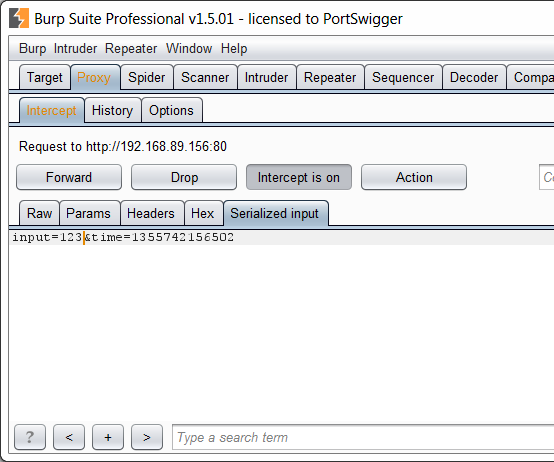 Burp Suite Professional v1.5.01 - licensed to PortSwigger
Burp Intruder Repeater Window Help
Target Proxy Spider Scanner Intruder Repeater Sequencer Decoder Compa
Intercept History Options
Request to http://192.168.89.156:80
Forward Drop Intercept is on Action Co
Raw Params Headers Hex Serialized input
input=123&time=1355742156502
? < + > Type a search term